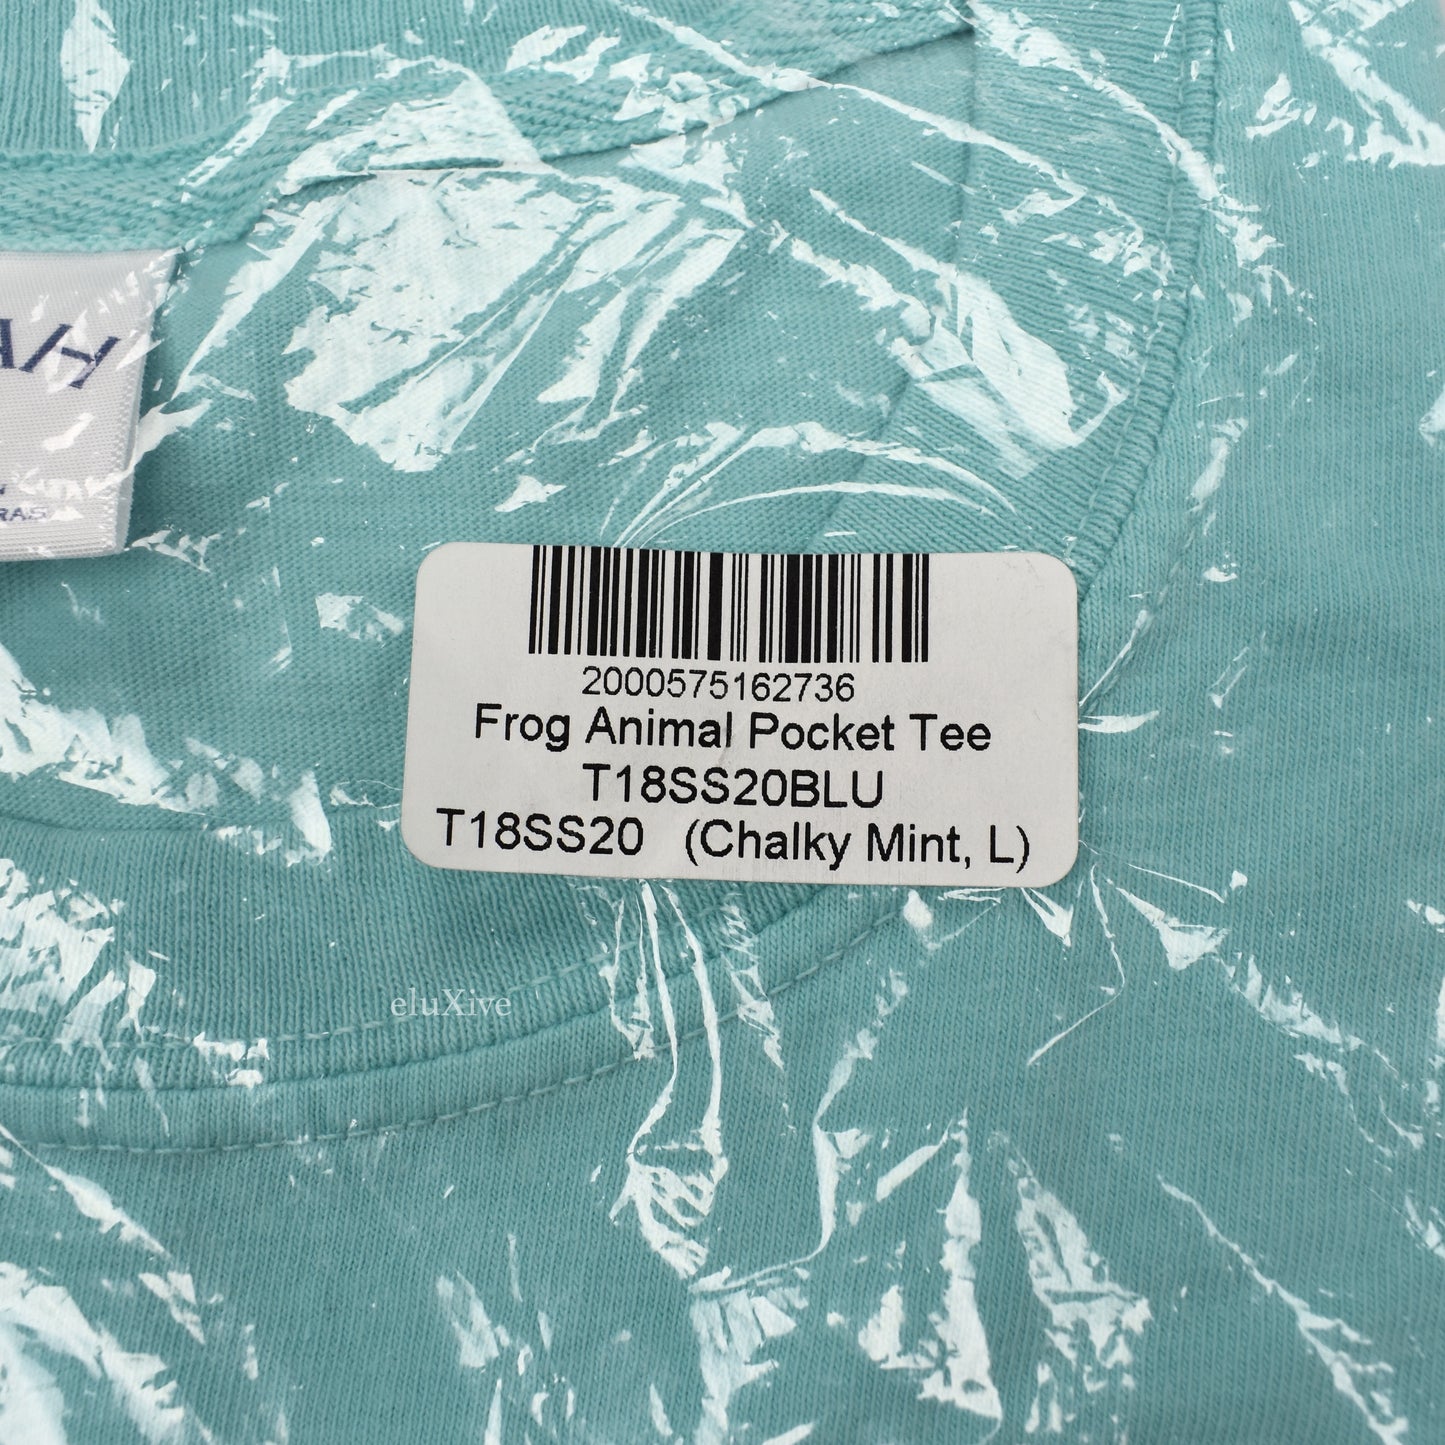 2000575162736
Frog Animal Pocket Tee
T18SS20BLU
T18SS20 (Chalky Mint, L)
eluXive